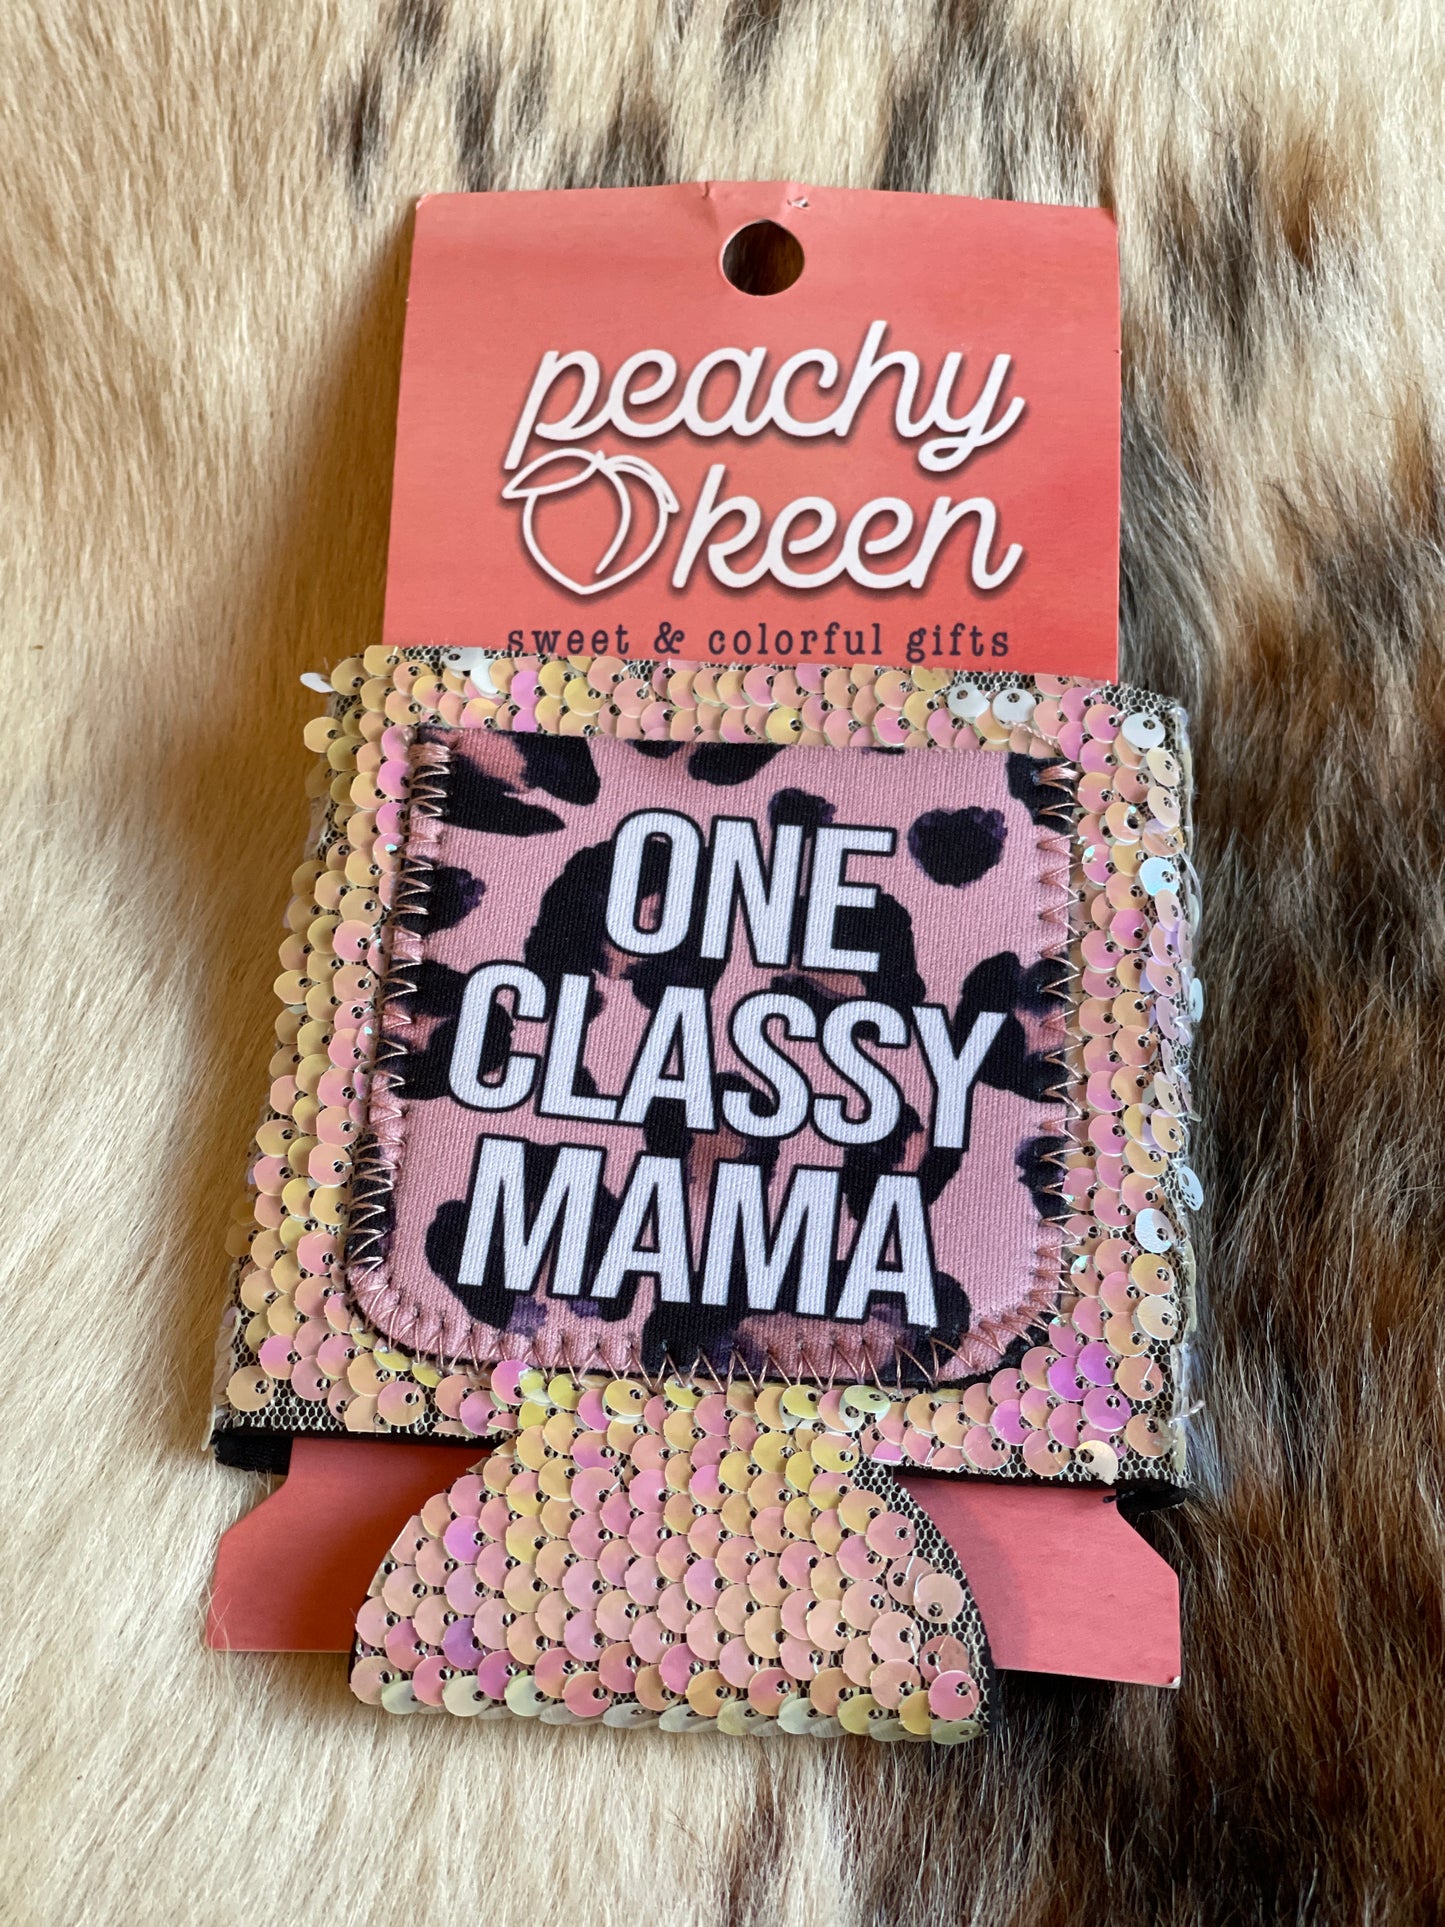 peachy
keen
sweet & colorful gifts
ONE
CLASSY
MAMA